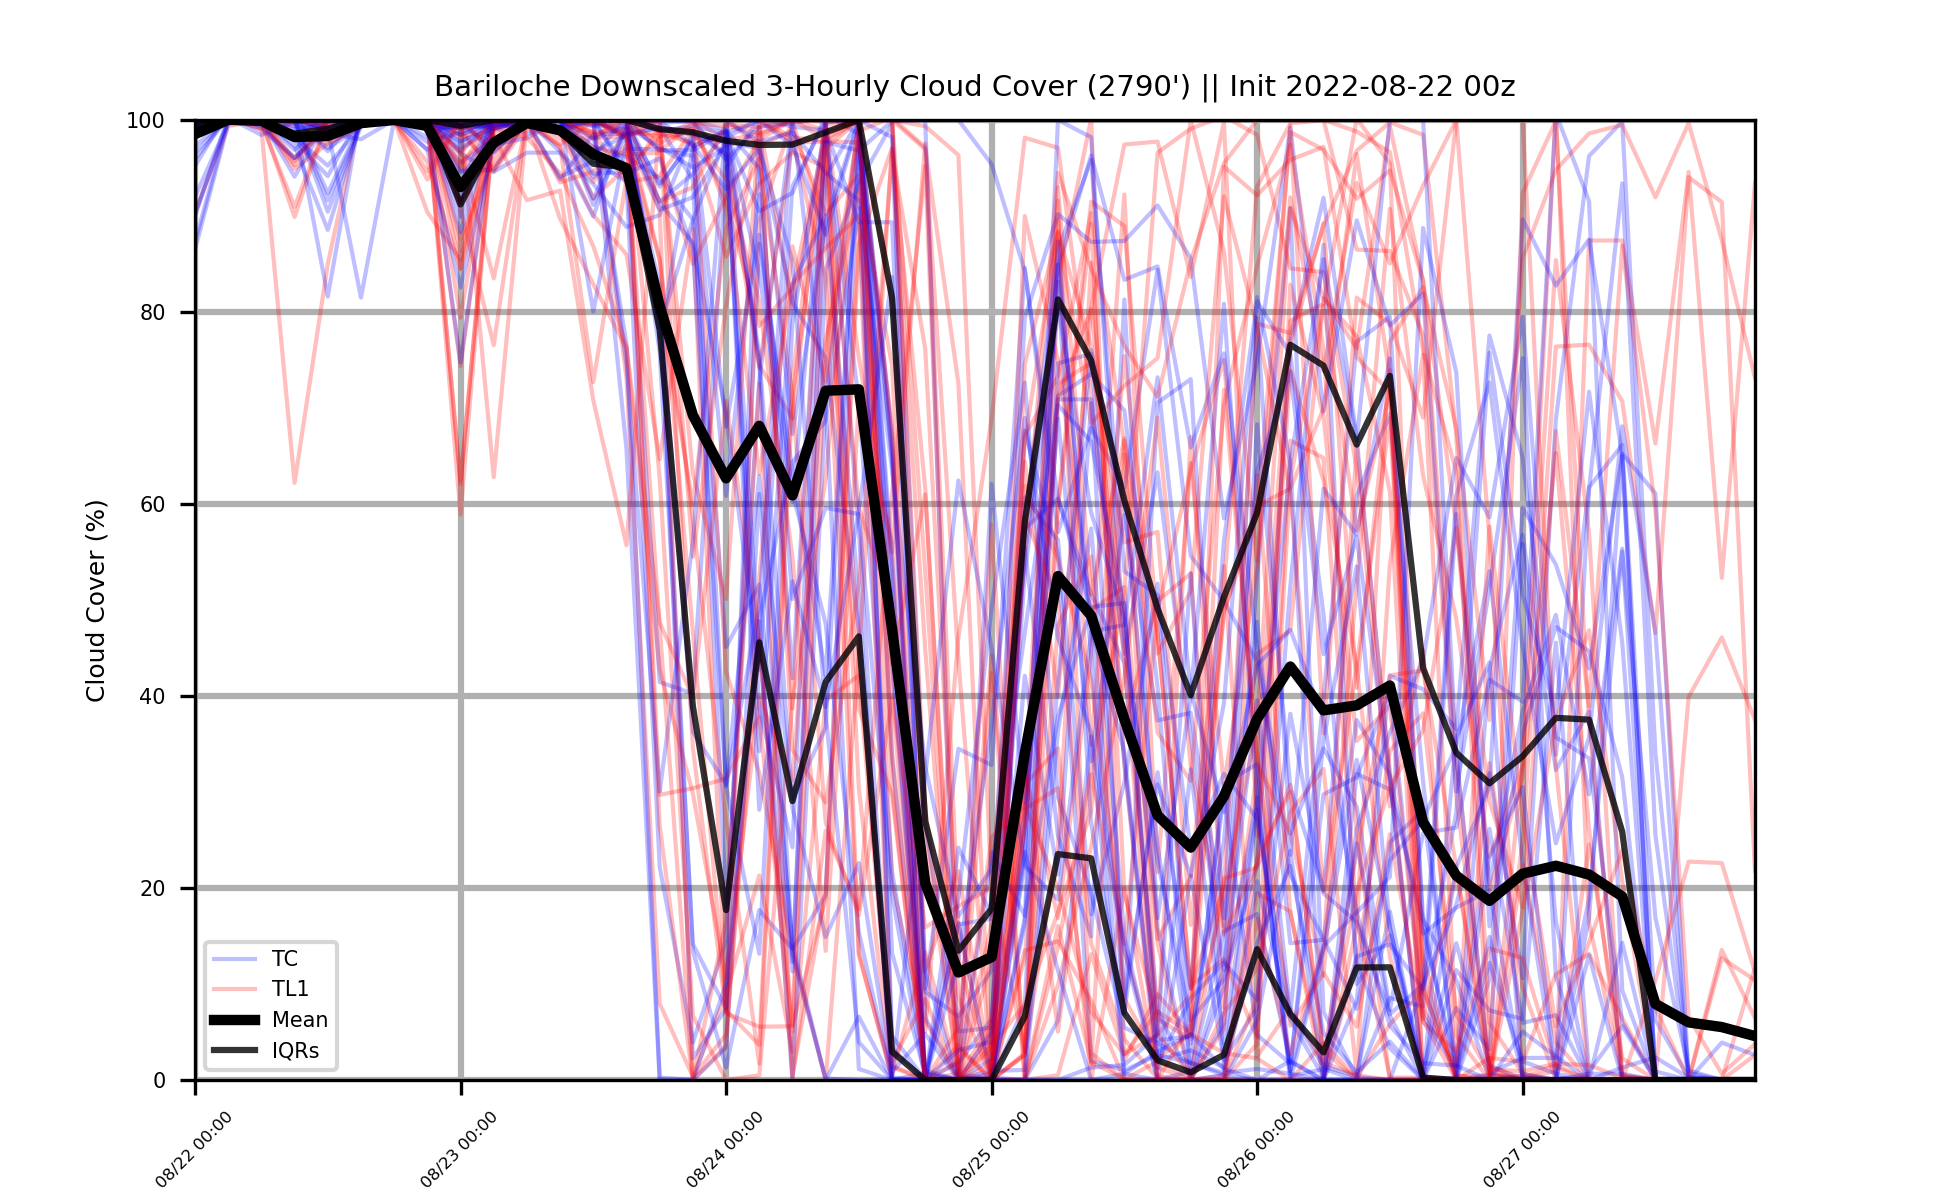 Bariloche Downscaled 3-Hourly Cloud Cover (2790') || Init 2022-08-22 00z
Cloud Cover (%)
100
80
60
40
20
0
TC
TL1
Mean
IQRs
08/22 00:00
08/23 00:00
08/24 00:00
08/25 00:00
08/26 00:00
08/27 00:00